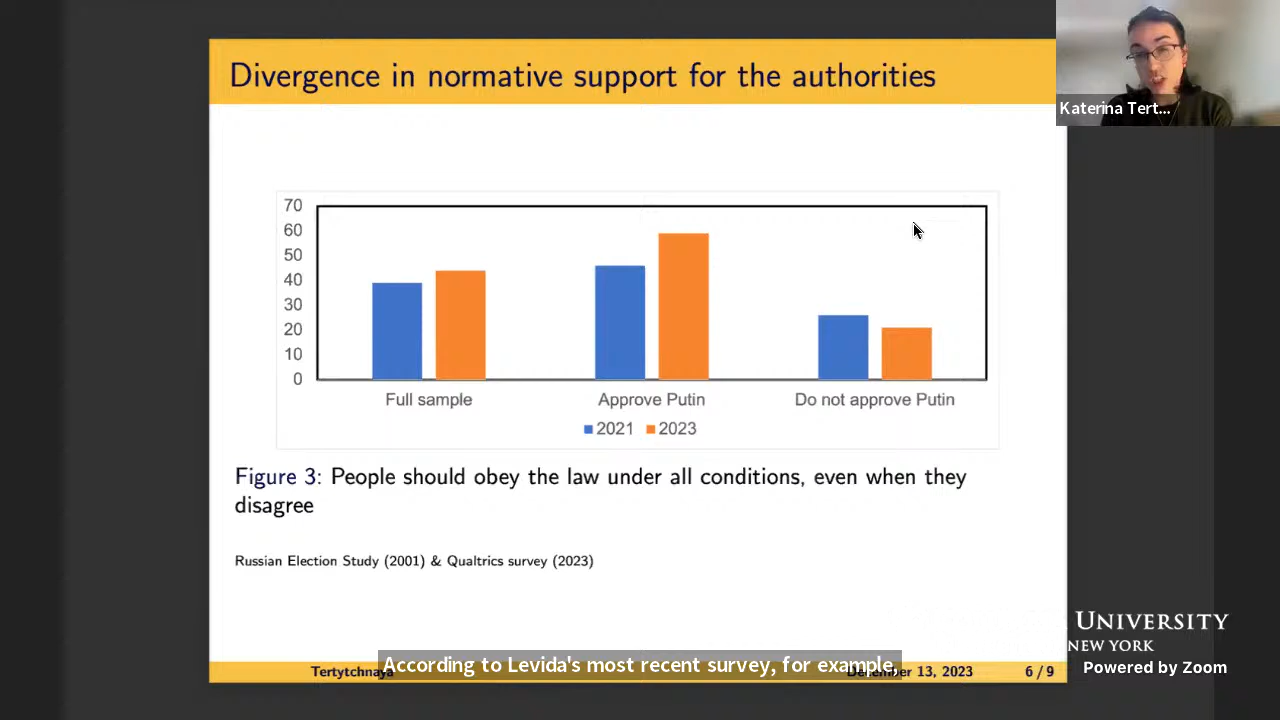 Divergence in normative support for the authorities
Katerina Tert...
70
60
50
40
30
20
10
0
Full sample
Approve Putin
Do not approve Putin
2021
2023
Figure 3: People should obey the law under all conditions, even when they
disagree
Russian Election Study (2001) & Qualtrics survey (2023)
UNIVERSITY
NEW YORK
Powered by Zoom
According to Levida's most recent survey, for example,
Tertytchnaya
December 13, 2023
6 / 9